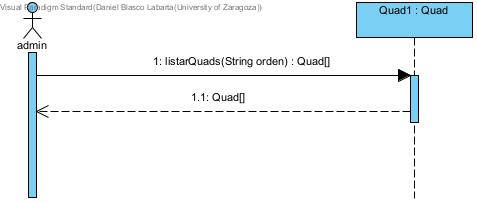 Visual Paradigm Standard(Daniel Blasco Labarta(University of Zaragoza))
Quad1 : Quad
admin
1: listarQuads(String orden) : Quad[]
1.1: Quad[]